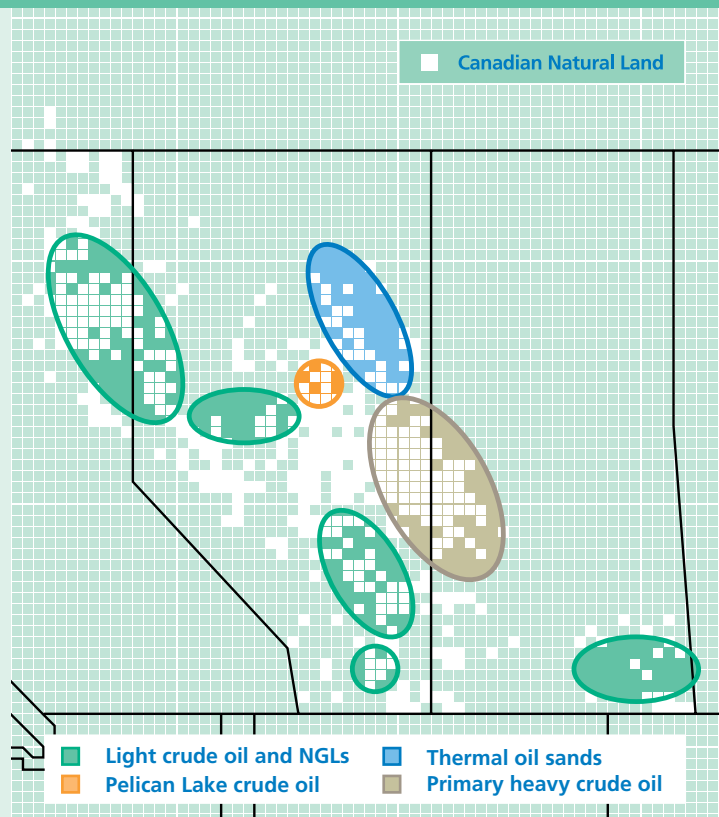 Canadian Natural Land
Light crude oil and NGLs
Thermal oil sands
Pelican Lake crude oil
Primary heavy crude oil